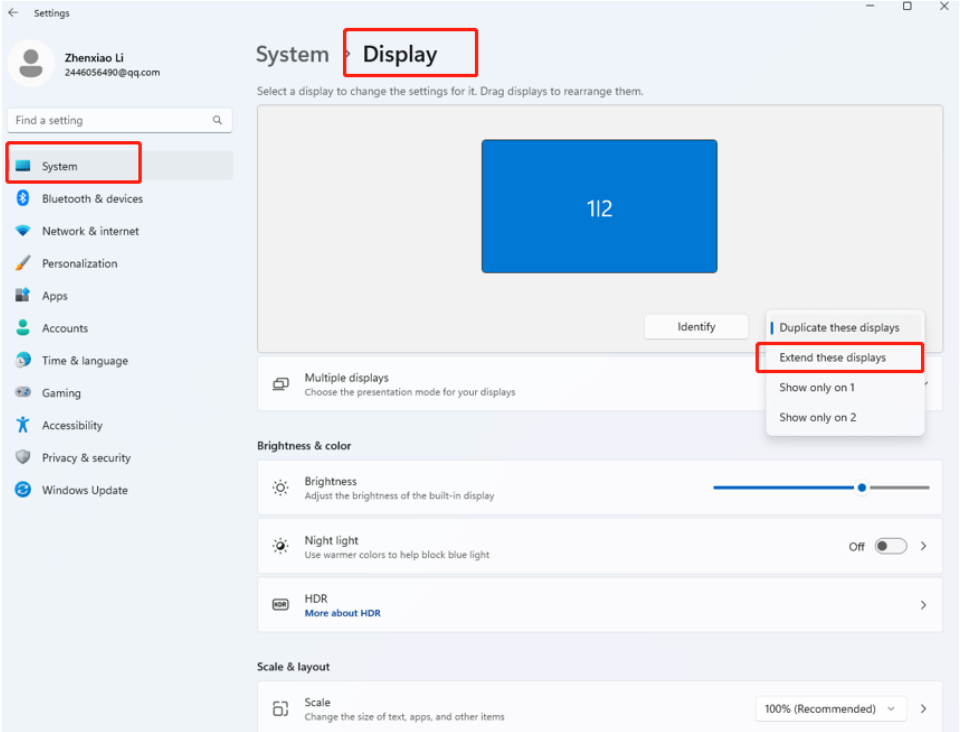 Settings
Zhenxiao Li
2446056490@qq.com
Find a setting
System
Bluetooth & devices
Network & internet
Personalization
Apps
Accounts
Time & language
Gaming
Accessibility
Privacy & security
Windows Update
System › Display
Select a display to change the settings for it. Drag displays to rearrange them.
1|2
Identify
Duplicate these displays
Extend these displays
Show only on 1
Show only on 2
Multiple displays
Choose the presentation mode for your displays
Brightness & color
Brightness
Adjust the brightness of the built-in display
Night light
Use warmer colors to help block blue light
Off
HDR
HDR
More about HDR
Scale & layout
Scale
Change the size of text, apps, and other items
100% (Recommended)